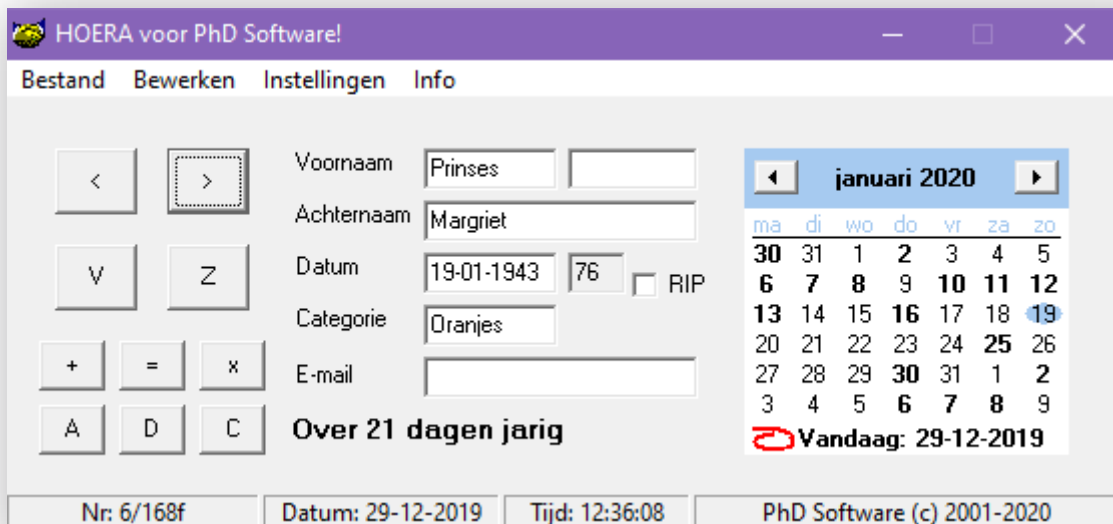 HOERA voor PhD Software!
Bestand Bewerken Instellingen Info
< >
V Z
+ = x
A D C
Voornaam Prinses
Achternaam Margriet
Datum 19-01-1943 76 RIP
Categorie Oranjes
E-mail
Over 21 dagen jarig
januari 2020
ma di wo do vr za zo
30 31 1 2 3 4 5
6 7 8 9 10 11 12
13 14 15 16 17 18 19
20 21 22 23 24 25 26
27 28 29 30 31 1 2
3 4 5 6 7 8 9
Vandaag: 29-12-2019
Nr: 6/168f Datum: 29-12-2019 Tijd: 12:36:08 PhD Software (c) 2001-2020